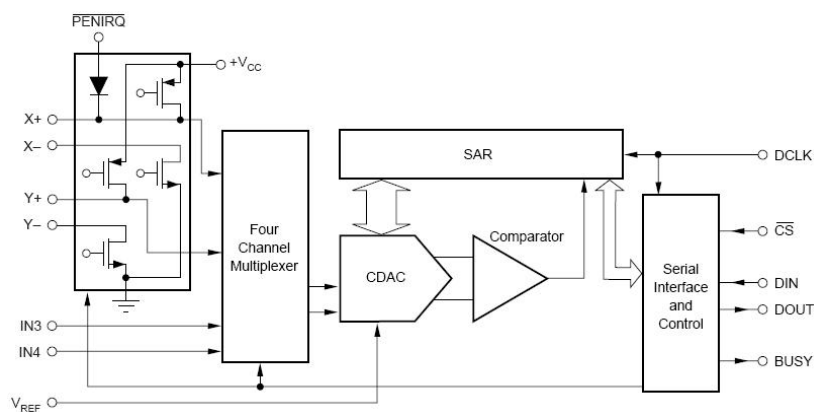 PENIRQ
+VCC
X+
X–
Y+
Y–
IN3
IN4
VREF
Four
Channel
Multiplexer
SAR
CDAC
Comparator
Serial
Interface
and
Control
DCLK
CS
DIN
DOUT
BUSY